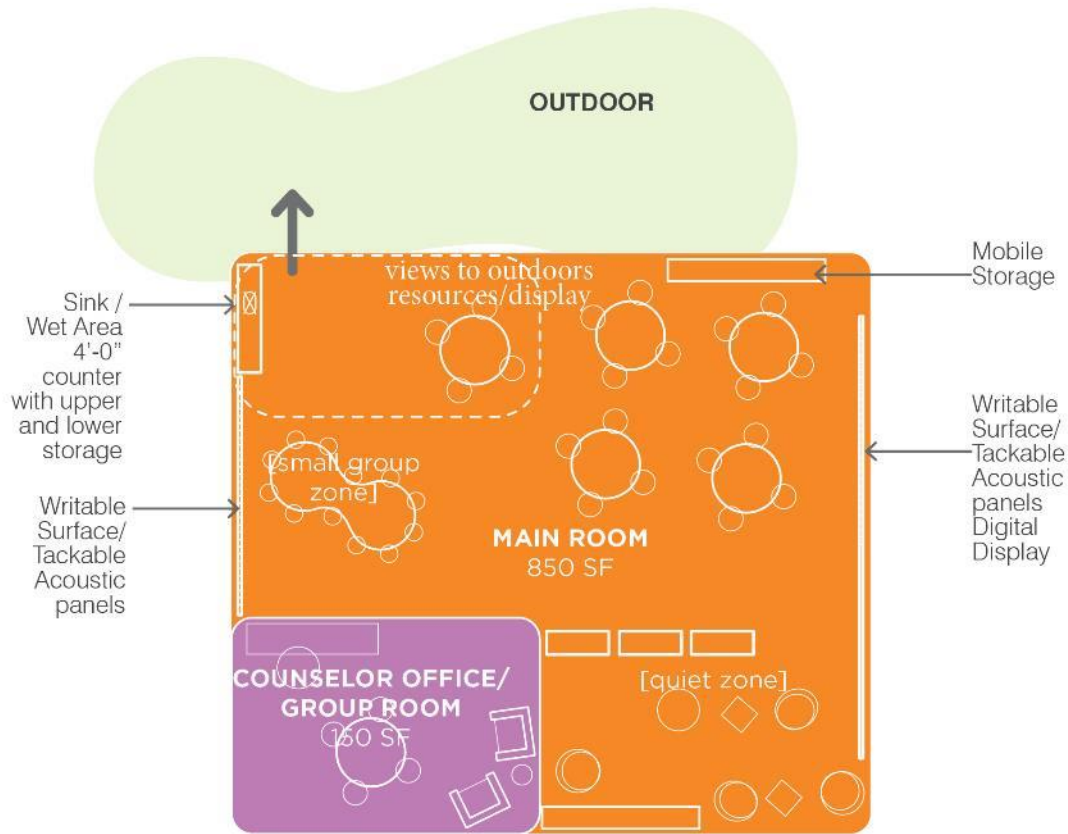 OUTDOOR
views to outdoors
resources/display
Mobile
Storage
Sink /
Wet Area
4'-0”
counter
with upper
and lower
storage
Writable
Surface/
Tackable
Acoustic
panels
Digital
Display
[small group
zone]
Writable
Surface/
Tackable
Acoustic
panels
MAIN ROOM
850 SF
COUNSELOR OFFICE/
GROUP ROOM
150 SF
[quiet zone]